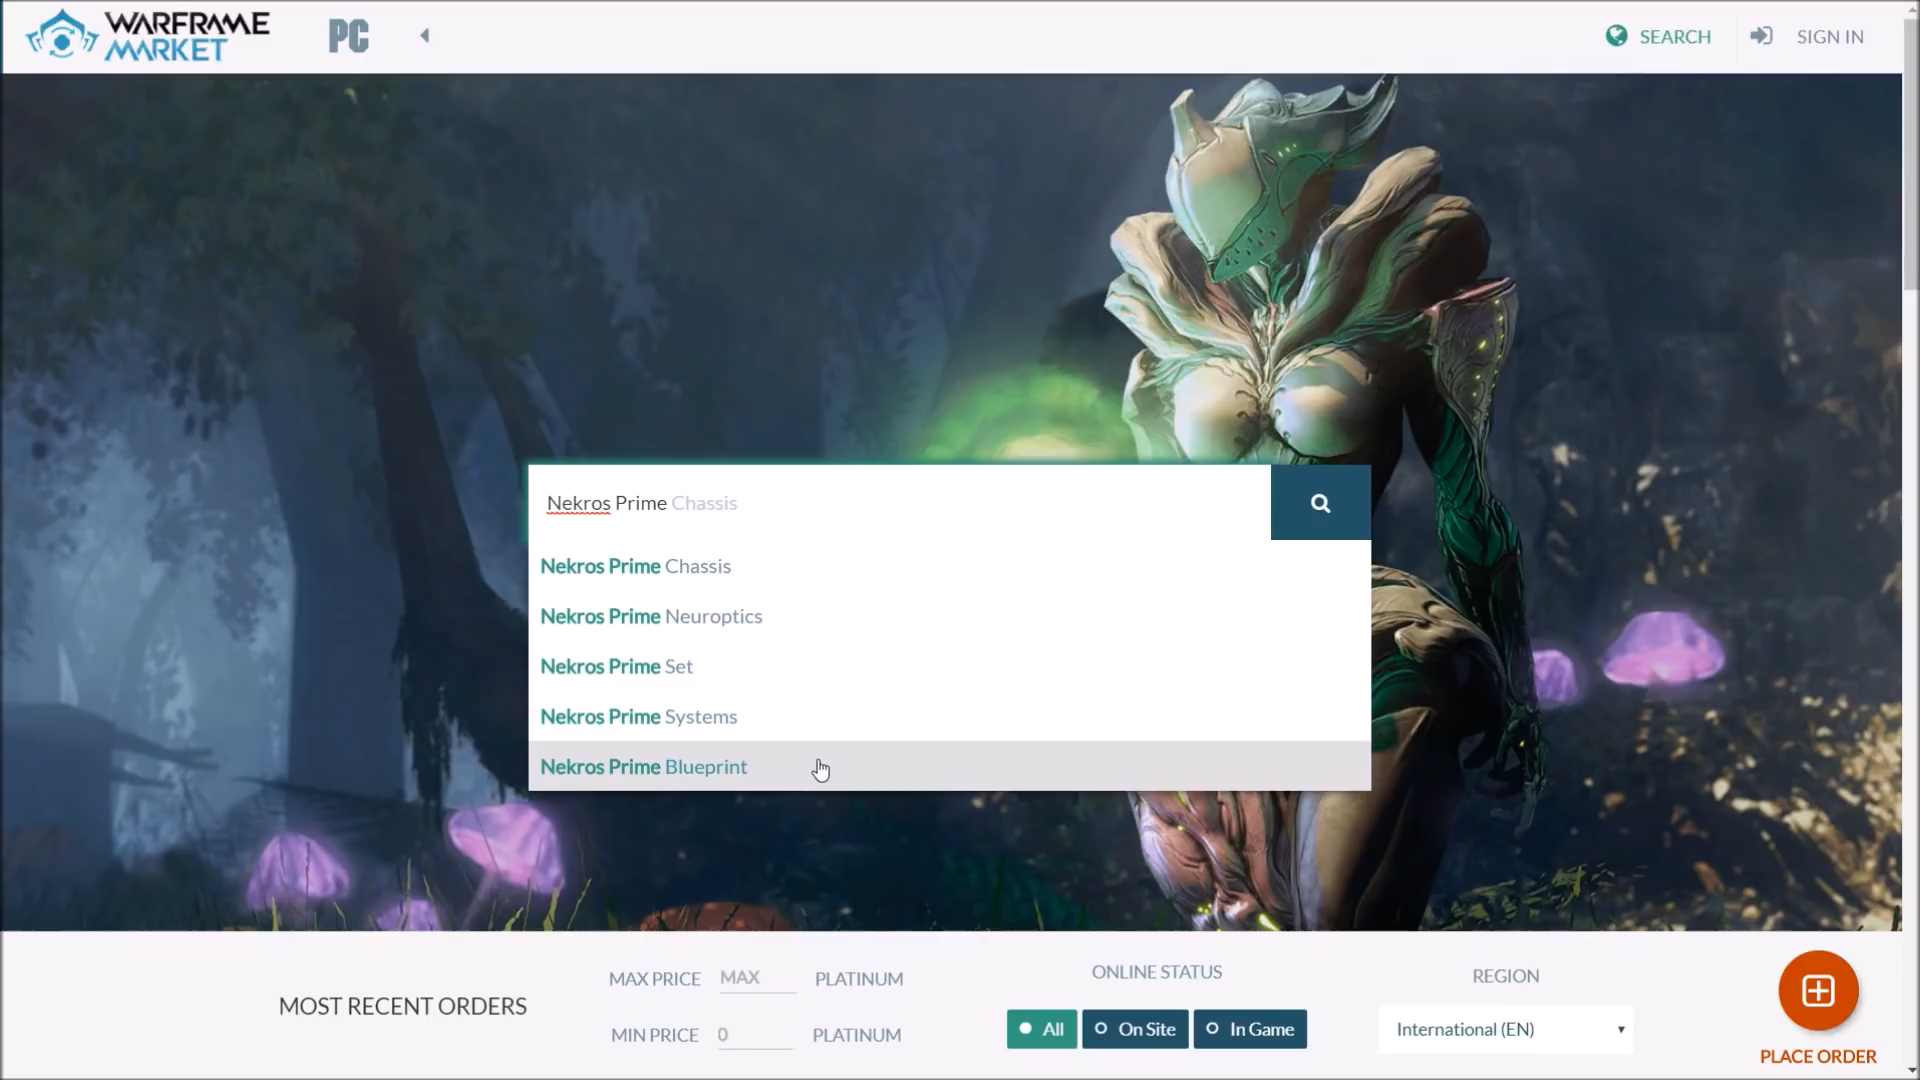 WARFRAME
MARKET
PC
SEARCH
SIGN IN
Nekros Prime Chassis
Nekros Prime Chassis
Nekros Prime Neuroptics
Nekros Prime Set
Nekros Prime Systems
Nekros Prime Blueprint
MOST RECENT ORDERS
MAX PRICE MAX PLATINUM
MIN PRICE 0 PLATINUM
ONLINE STATUS
All On Site In Game
REGION
International (EN)
PLACE ORDER